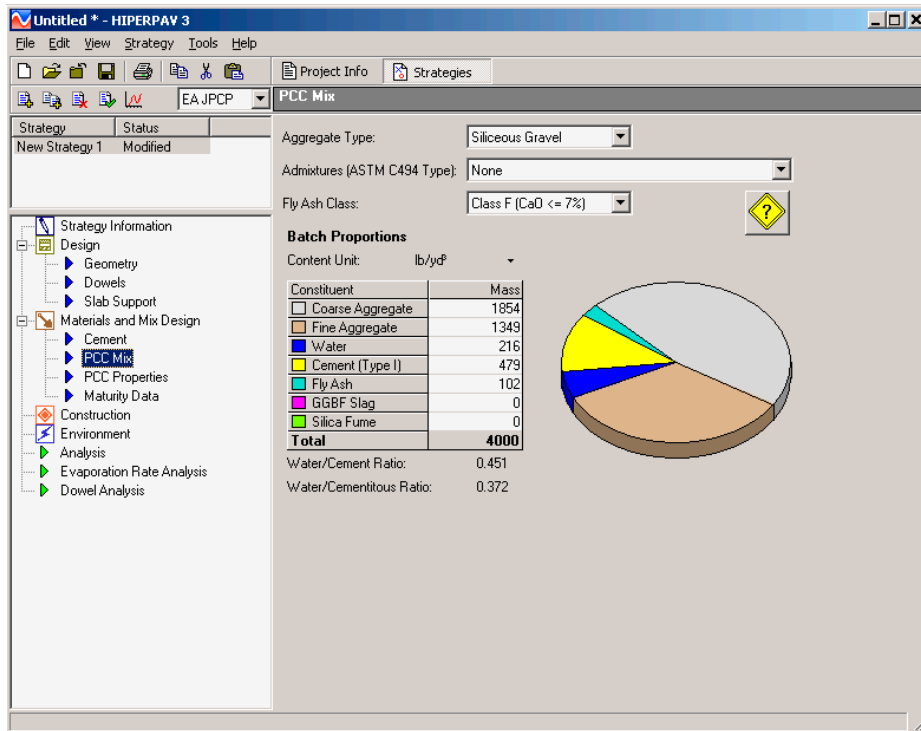 Untitled * - HIPERPAV 3
File Edit View Strategy Tools Help
Project Info Strategies
EA JPCP
PCC Mix
Strategy Status
New Strategy 1 Modified
Aggregate Type: Siliceous Gravel
Admixtures (ASTM C494 Type): None
Fly Ash Class: Class F (CaO <= 7%)
?
Strategy Information
Design
Geometry
Dowels
Slab Support
Materials and Mix Design
Cement
PCC Mix
PCC Properties
Maturity Data
Construction
Environment
Analysis
Evaporation Rate Analysis
Dowel Analysis
Batch Proportions
Content Unit: lb/yd³
Constituent Mass
Coarse Aggregate 1854
Fine Aggregate 1349
Water 216
Cement (Type I) 479
Fly Ash 102
GGBF Slag 0
Silica Fume 0
Total 4000
Water/Cement Ratio: 0.451
Water/Cementitous Ratio: 0.372